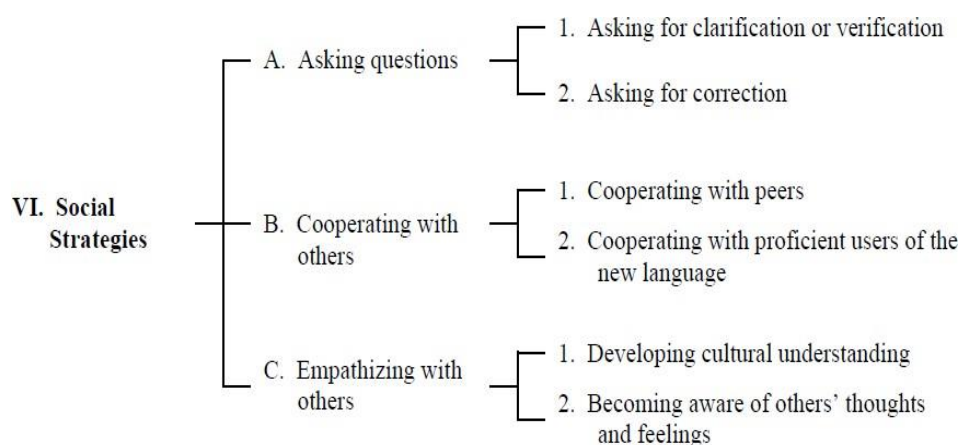 VI. Social
Strategies
A. Asking questions
1. Asking for clarification or verification
2. Asking for correction
B. Cooperating with
others
1. Cooperating with peers
2. Cooperating with proficient users of the
new language
C. Empathizing with
others
1. Developing cultural understanding
2. Becoming aware of others’ thoughts
and feelings